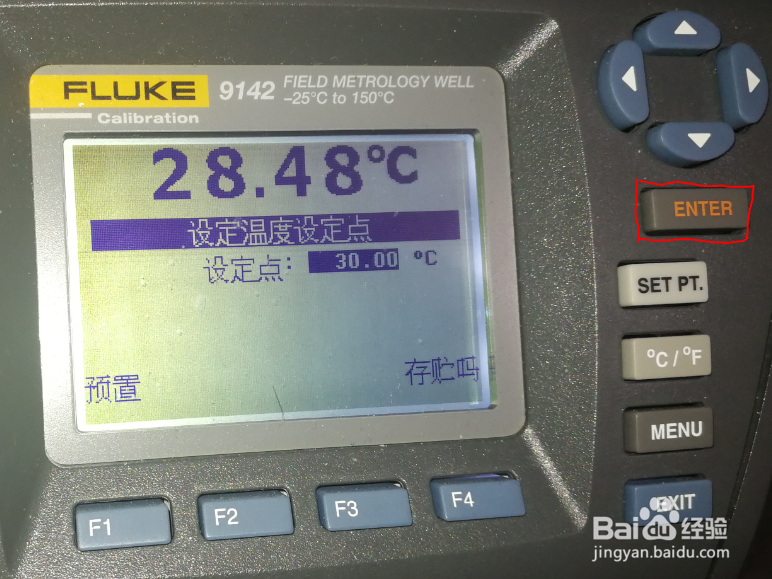 FLUKE 9142 FIELD METROLOGY WELL
–25°C to 150°C
Calibration
28.48°C
设定温度设定点
设定点: 30.00 °C
预置 存贮吗
F1 F2 F3 F4
ENTER
SET PT.
°C / °F
MENU
EXIT
Baidu 经验
jingyan.baidu.com